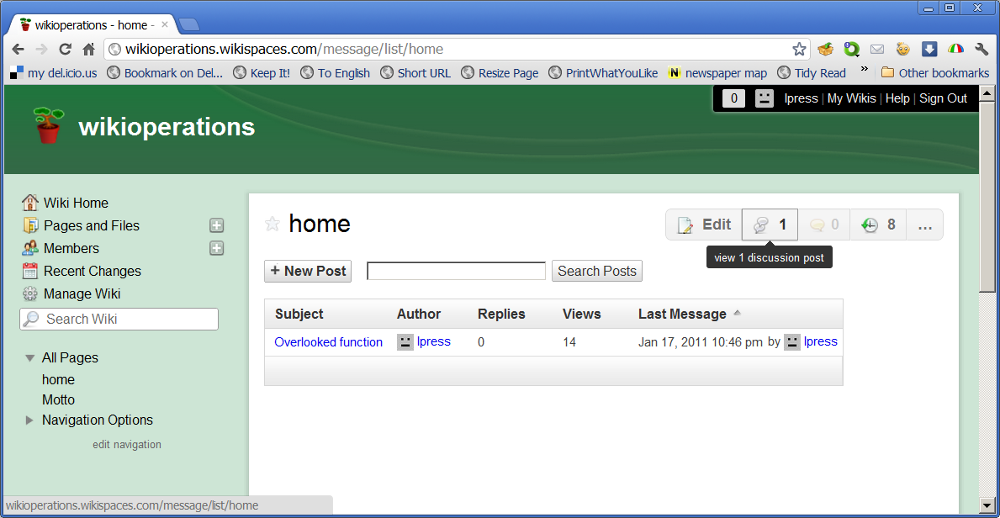 wikioperations - home -
wikioperations.wikispaces.com/message/list/home
my del.icio.us Bookmark on Del... Keep It! To English Short URL Resize Page PrintWhatYouLike N newspaper map Tidy Read » Other bookmarks
0 lpress | My Wikis | Help | Sign Out
wikioperations
Wiki Home
Pages and Files
Members
Recent Changes
Manage Wiki
Search Wiki
All Pages
home
Motto
Navigation Options
edit navigation
home
Edit 1 0 8 ...
view 1 discussion post
+ New Post Search Posts
Subject Author Replies Views Last Message
Overlooked function lpress 0 14 Jan 17, 2011 10:46 pm by lpress
wikioperations.wikispaces.com/message/list/home